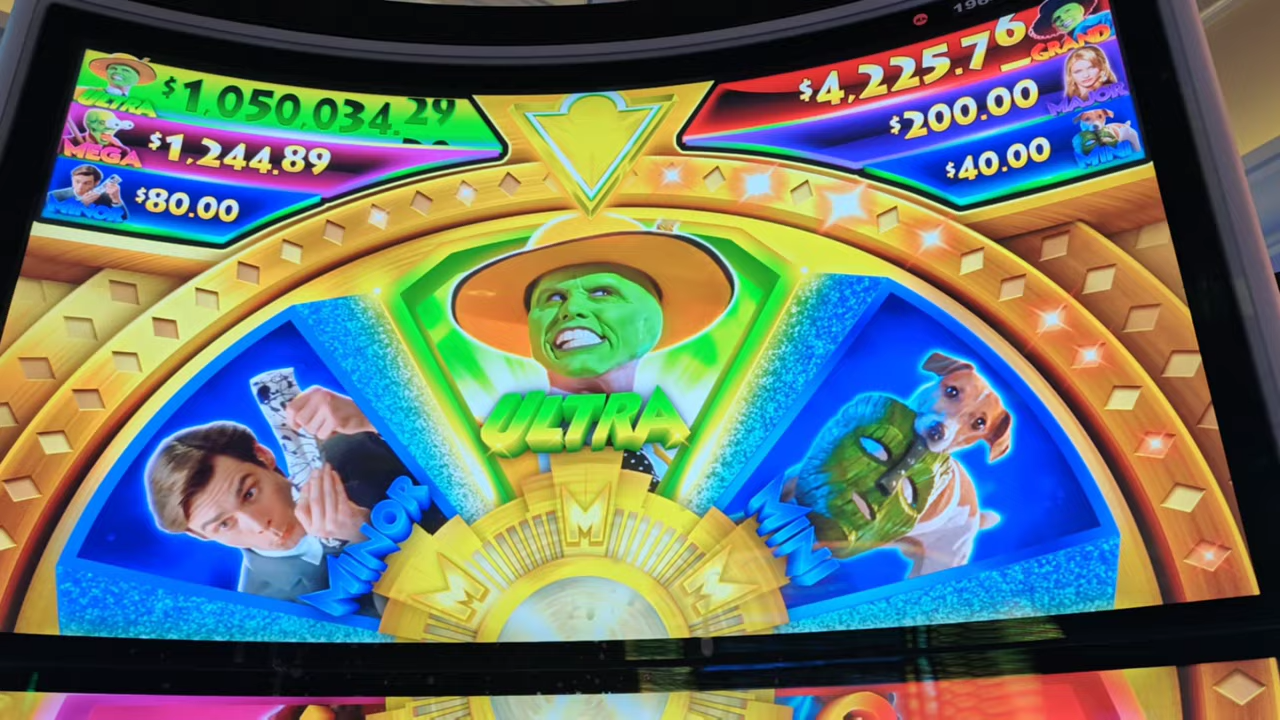 ULTRA $1,050,034.29
MEGA $1,244.89
MINOR $80.00
$4,225.76 GRAND
$200.00 MAJOR
$40.00 MINI
ULTRA
MINOR
MINI
M
M
M